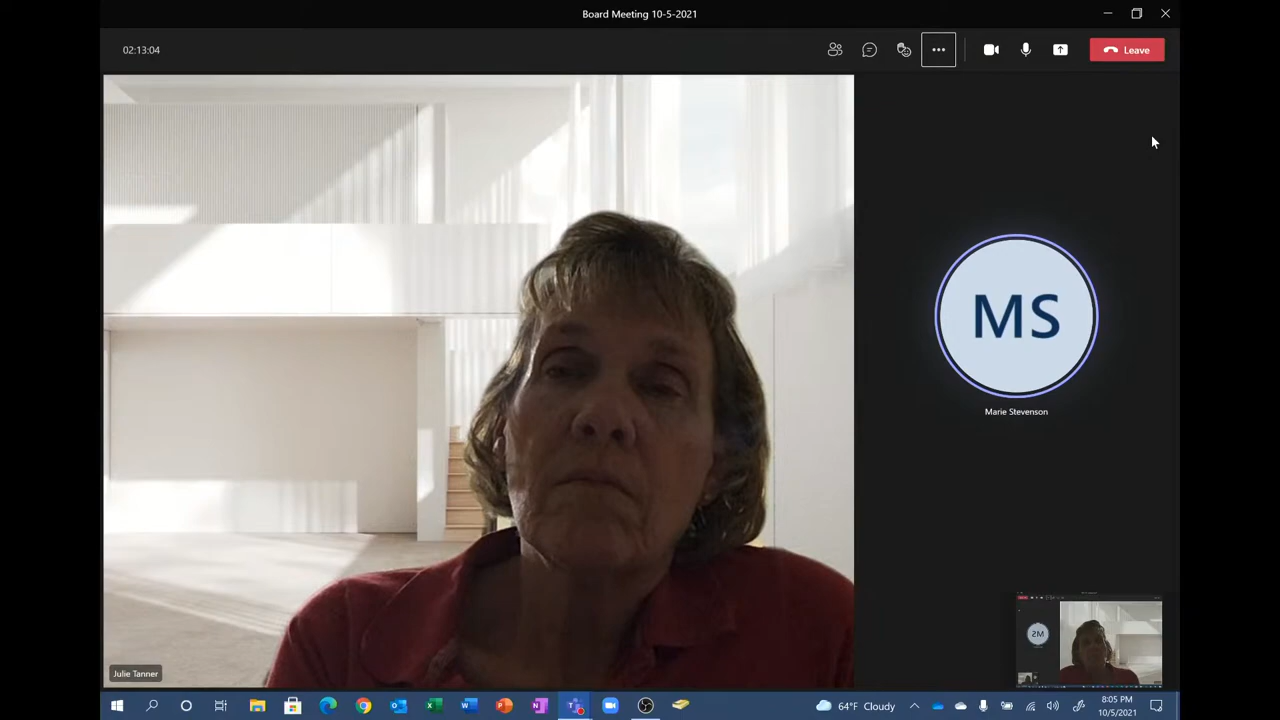 Board Meeting 10-5-2021
02:13:04
Leave
MS
Marie Stevenson
Julie Tanner
64°F Cloudy
8:05 PM
10/5/2021